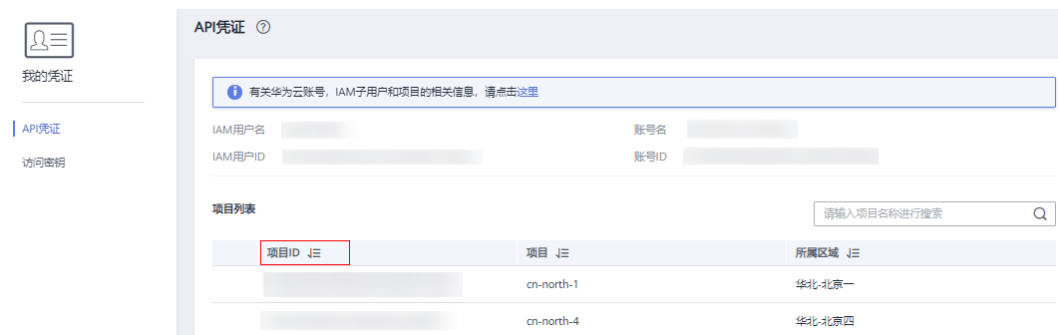 API凭证
我的凭证
API凭证
访问密钥
有关华为云账号，IAM子用户和项目的相关信息，请点击这里
IAM用户名 账号名
IAM用户ID 账号ID
项目列表
请输入项目名称进行搜索
项目ID 项目 所属区域
cn-north-1 华北-北京一
cn-north-4 华北-北京四